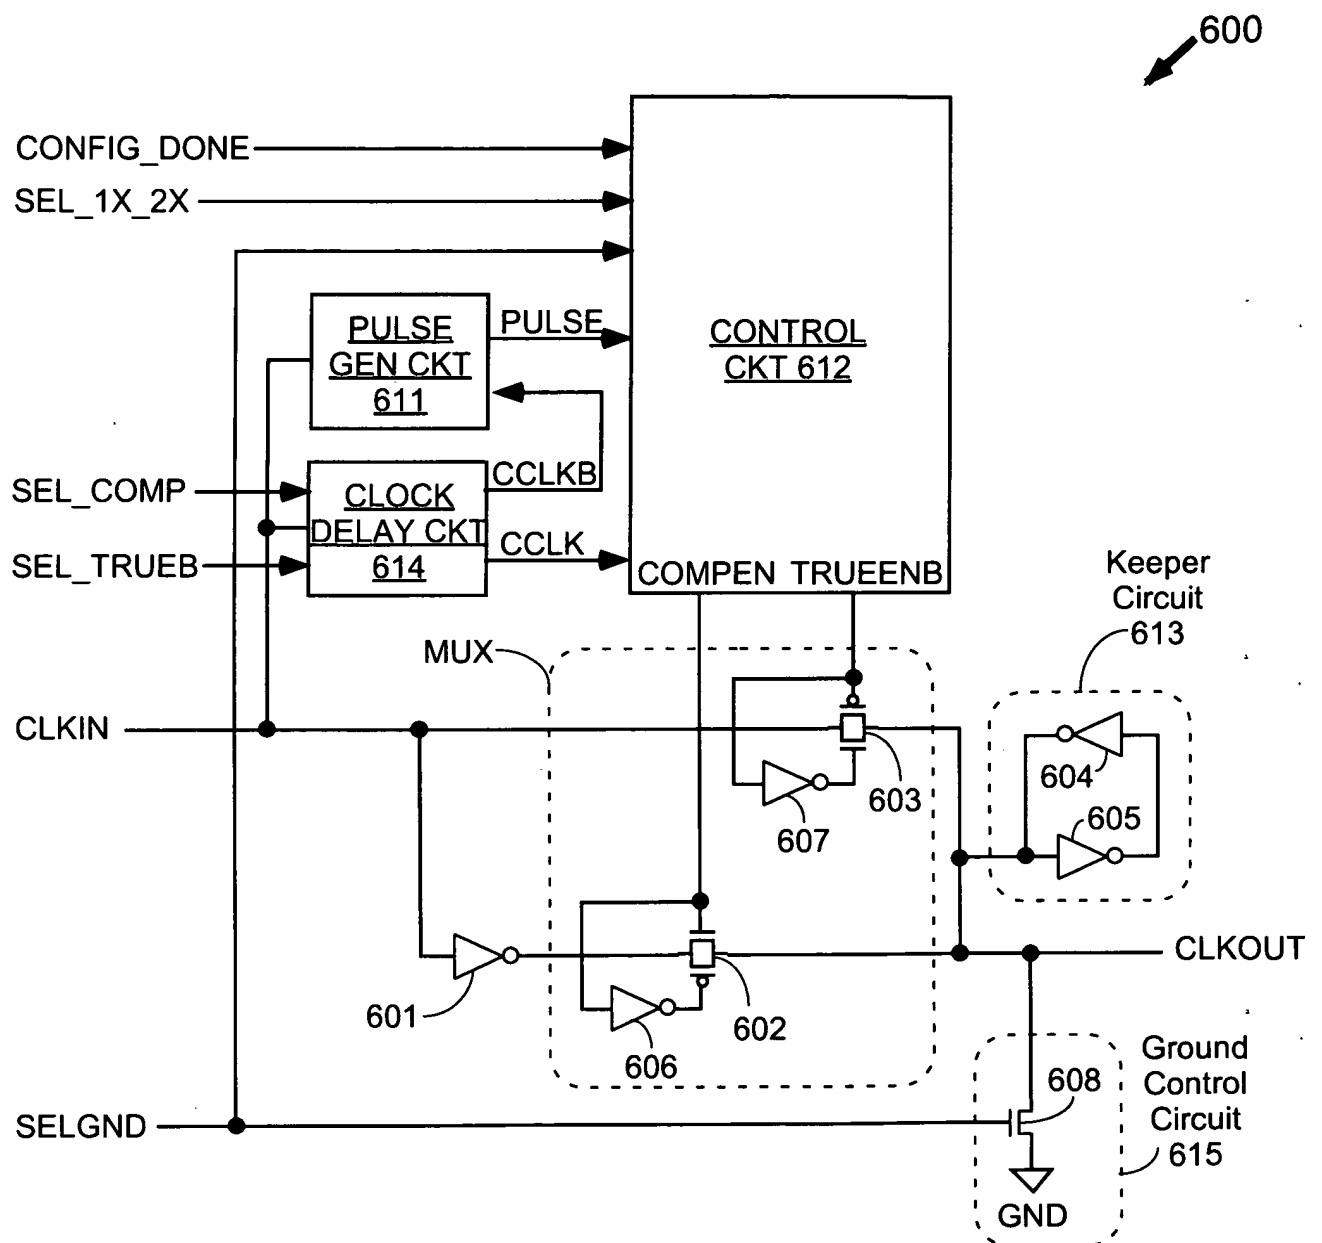 600
CONFIG_DONE
SEL_1X_2X
PULSE
GEN CKT
611
PULSE
CONTROL
CKT 612
SEL_COMP
CLOCK
DELAY CKT
614
CCLKB
CCLK
SEL_TRUEB
COMPEN TRUEENB
Keeper
Circuit
613
MUX
CLKIN
603
607
604
605
601
606
602
CLKOUT
SELGND
Ground
Control
Circuit
615
608
GND